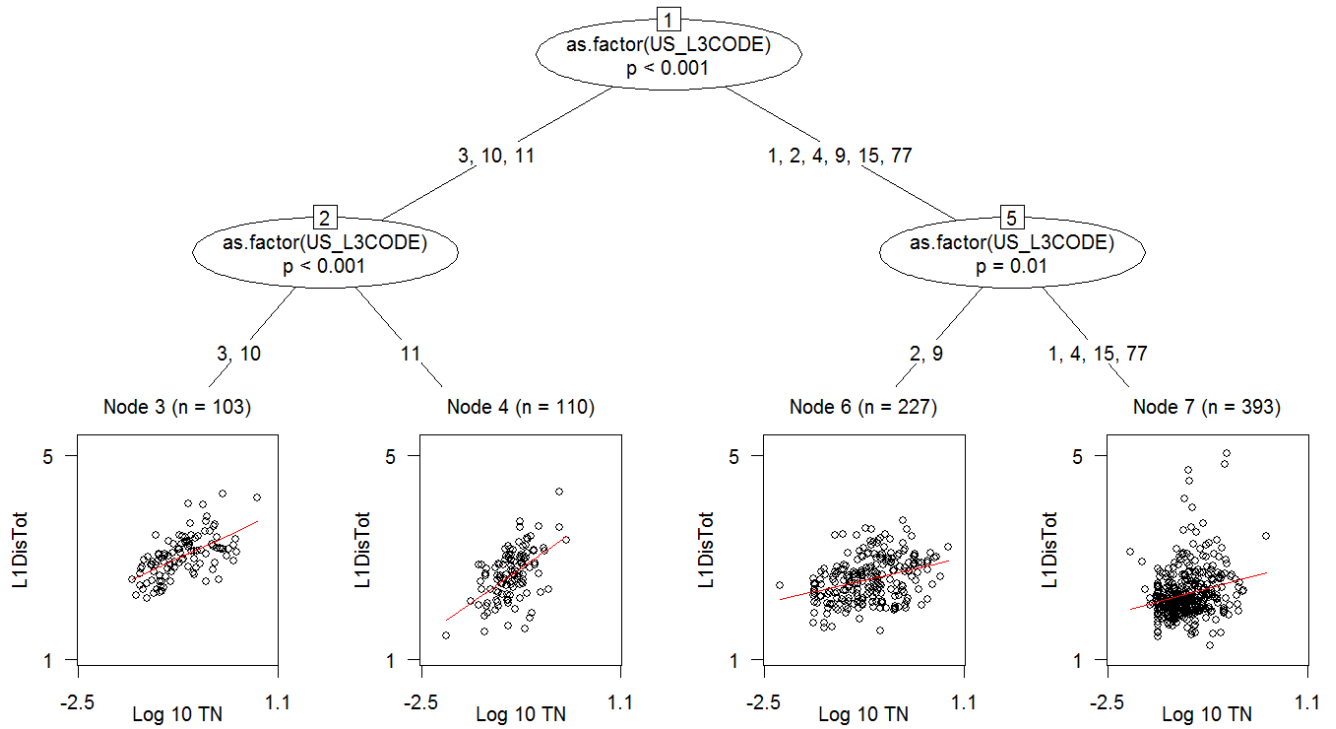 1
as.factor(US_L3CODE)
p < 0.001
3, 10, 11
1, 2, 4, 9, 15, 77
2
as.factor(US_L3CODE)
p < 0.001
5
as.factor(US_L3CODE)
p = 0.01
3, 10
11
2, 9
1, 4, 15, 77
Node 3 (n = 103)
5
1
L1DisTot
-2.5
1.1
Log 10 TN
Node 4 (n = 110)
5
1
L1DisTot
-2.5
1.1
Log 10 TN
Node 6 (n = 227)
5
1
L1DisTot
-2.5
1.1
Log 10 TN
Node 7 (n = 393)
5
1
L1DisTot
-2.5
1.1
Log 10 TN